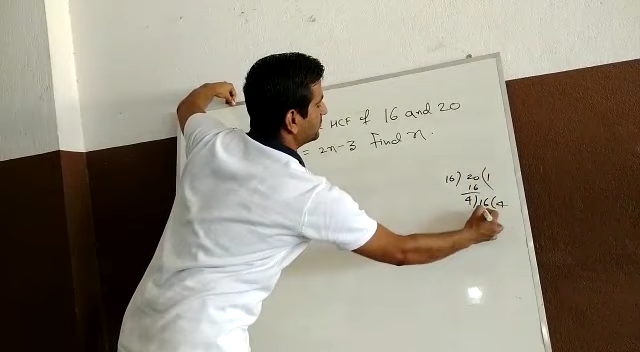 HCF of 16 and 20
= 2n-3 Find n.
16) 20 (1
16
4) 16 (4